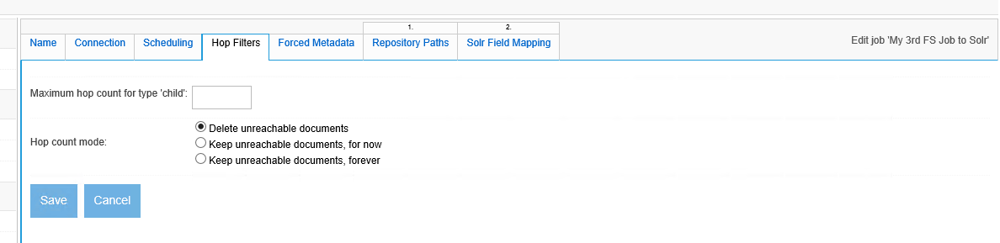 1. 2.
Name Connection Scheduling Hop Filters Forced Metadata Repository Paths Solr Field Mapping Edit job 'My 3rd FS Job to Solr'
Maximum hop count for type 'child':
Delete unreachable documents
Hop count mode: Keep unreachable documents, for now
Keep unreachable documents, forever
Save Cancel